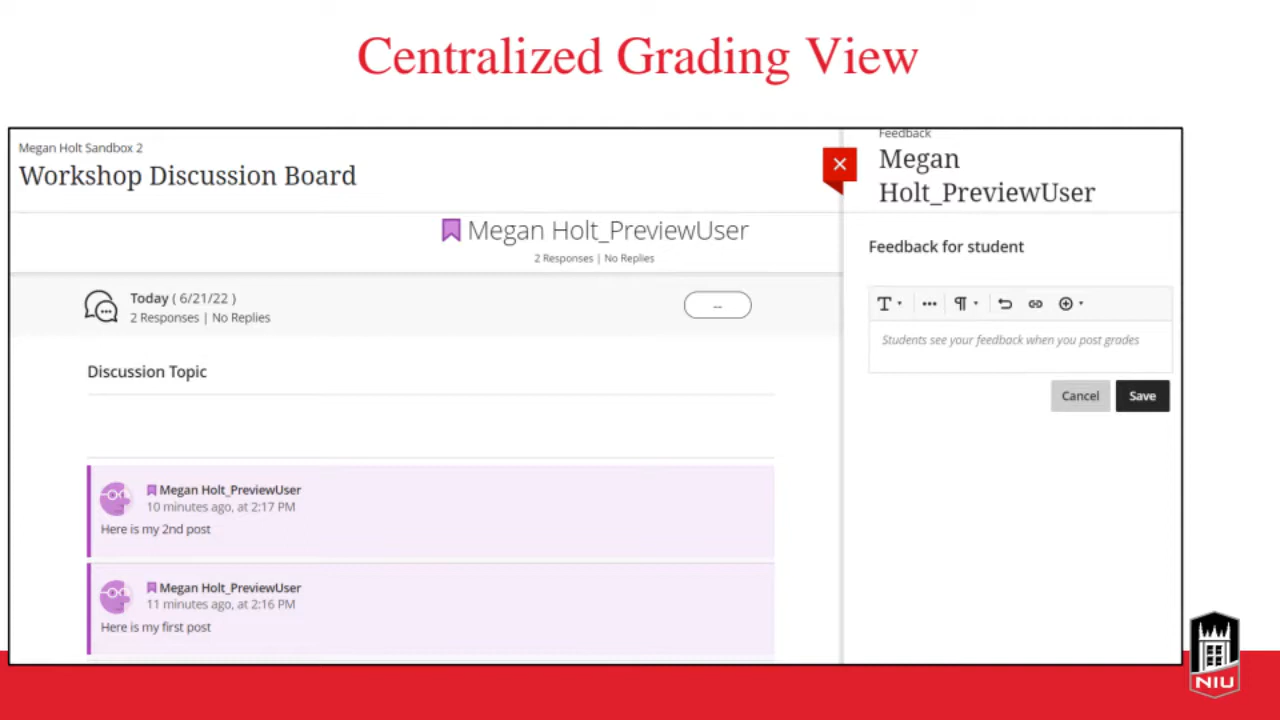 Centralized Grading View
Megan Holt Sandbox 2
Workshop Discussion Board
Megan Holt_PreviewUser
2 Responses | No Replies
Today ( 6/21/22 )
2 Responses | No Replies
--
Discussion Topic
Megan Holt_PreviewUser
10 minutes ago, at 2:17 PM
Here is my 2nd post
Megan Holt_PreviewUser
11 minutes ago, at 2:16 PM
Here is my first post
Feedback
Megan
Holt_PreviewUser
Feedback for student
Students see your feedback when you post grades
Cancel Save
NIU